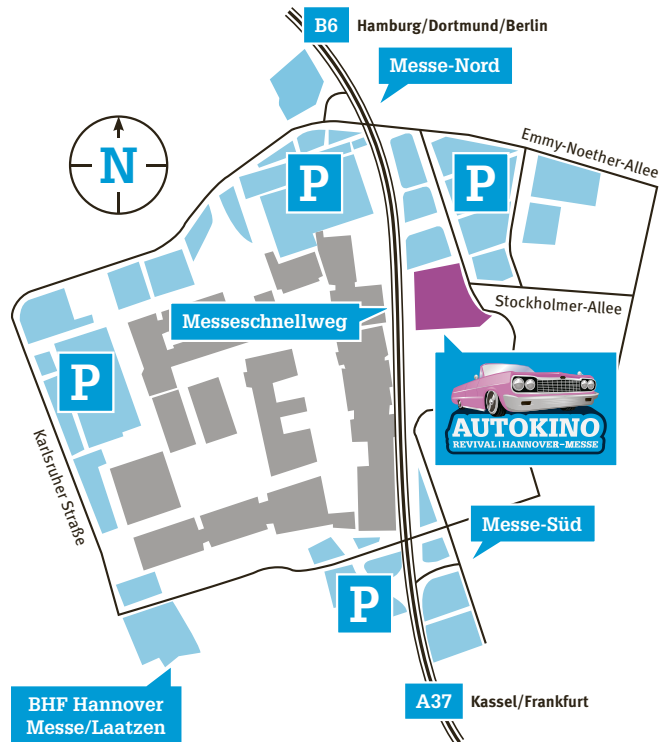 B6
Hamburg/Dortmund/Berlin
Messe-Nord
Emmy-Noether-Allee
N
P
P
Stockholmer-Allee
Messeschnellweg
P
AUTOKINO
REVIVAL | HANNOVER-MESSE
Karlsruher Straße
Messe-Süd
P
BHF Hannover
Messe/Laatzen
A37
Kassel/Frankfurt